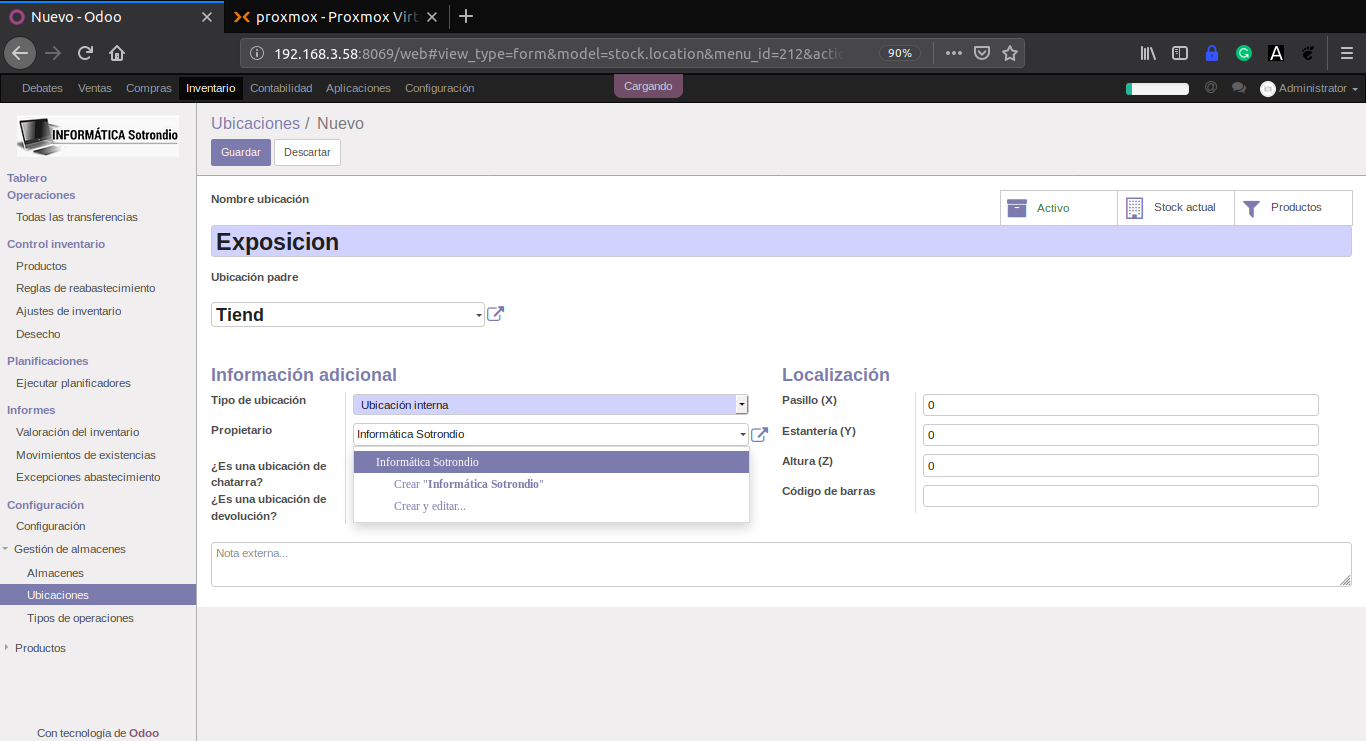 Nuevo - Odoo
proxmox - Proxmox Virt
192.168.3.58:8069/web#view_type=form&model=stock.location&menu_id=212&actio
90%
Debates Ventas Compras Inventario Contabilidad Aplicaciones Configuración
Cargando
Administrator
INFORMÁTICA Sotrondio
Tablero
Operaciones
Todas las transferencias
Control inventario
Productos
Reglas de reabastecimiento
Ajustes de inventario
Desecho
Planificaciones
Ejecutar planificadores
Informes
Valoración del inventario
Movimientos de existencias
Excepciones abastecimiento
Configuración
Configuración
Gestión de almacenes
Almacenes
Ubicaciones
Tipos de operaciones
Productos
Con tecnología de Odoo
Ubicaciones / Nuevo
Guardar Descartar
Nombre ubicación
Activo
Stock actual
Productos
Exposicion
Ubicación padre
Tiend
Información adicional
Tipo de ubicación
Ubicación interna
Propietario
Informática Sotrondio
Informática Sotrondio
Crear "Informática Sotrondio"
Crear y editar...
¿Es una ubicación de
chatarra?
¿Es una ubicación de
devolución?
Localización
Pasillo (X)
0
Estantería (Y)
0
Altura (Z)
0
Código de barras
Nota externa...